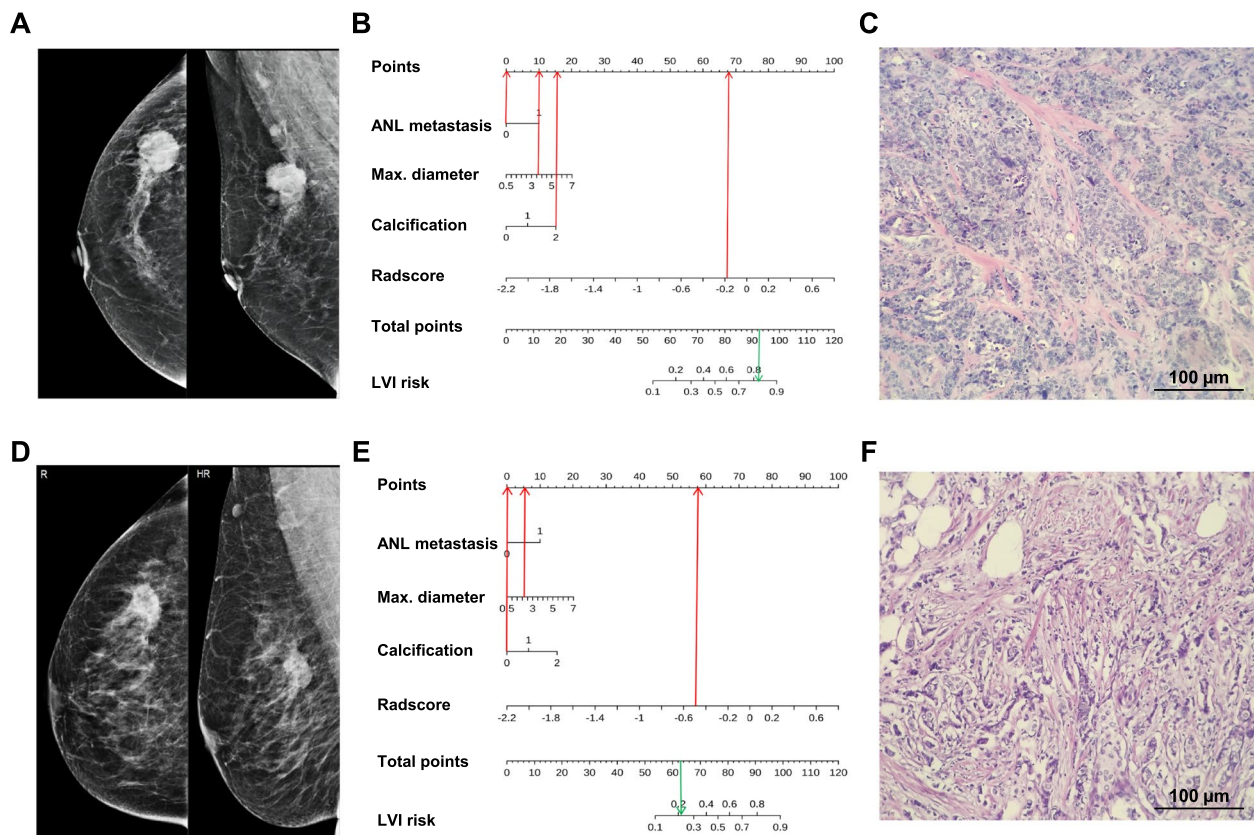 A
B
C
Points
0 10 20 30 40 50 60 70 80 90 100
ANL metastasis
1
0
Max. diameter
0.5 3 5 7
Calcification
1
0 2
Radscore
-2.2 -1.8 -1.4 -1 -0.6 -0.2 0 0.2 0.6
Total points
0 10 20 30 40 50 60 70 80 90 100 110 120
LVI risk
0.2 0.4 0.6 0.8
0.1 0.3 0.5 0.7 0.9
100 µm
D
E
F
R
HR
Points
0 10 20 30 40 50 60 70 80 90 100
ANL metastasis
1
0
Max. diameter
0.5 3 5 7
Calcification
1
0 2
Radscore
-2.2 -1.8 -1.4 -1 -0.6 -0.2 0 0.2 0.6
Total points
0 10 20 30 40 50 60 70 80 90 100 110 120
LVI risk
0.2 0.4 0.6 0.8
0.1 0.3 0.5 0.7 0.9
100 µm